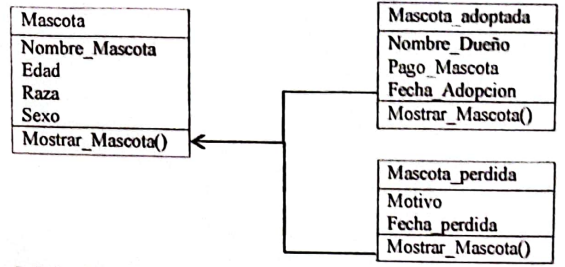 Mascota
Nombre_Mascota
Edad
Raza
Sexo
Mostrar_Mascota()
Mascota_adoptada
Nombre_Dueño
Pago_Mascota
Fecha_Adopcion
Mostrar_Mascota()
Mascota_perdida
Motivo
Fecha_perdida
Mostrar_Mascota()